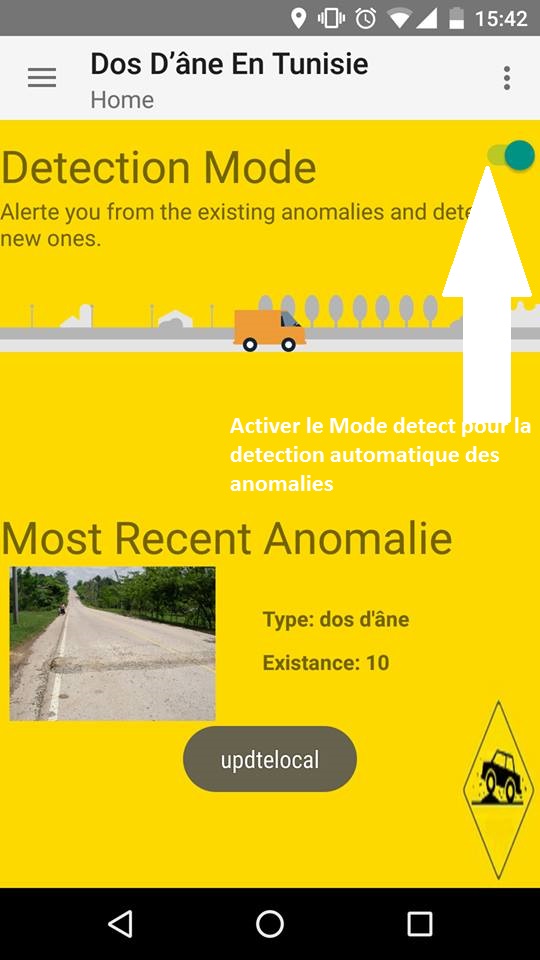 15:42
Dos D’âne En Tunisie
Home
Detection Mode
Alerte you from the existing anomalies and dete
new ones.
Activer le Mode detect pour la
detection automatique des
anomalies
Most Recent Anomalie
Type: dos d'âne
Existance: 10
updtelocal